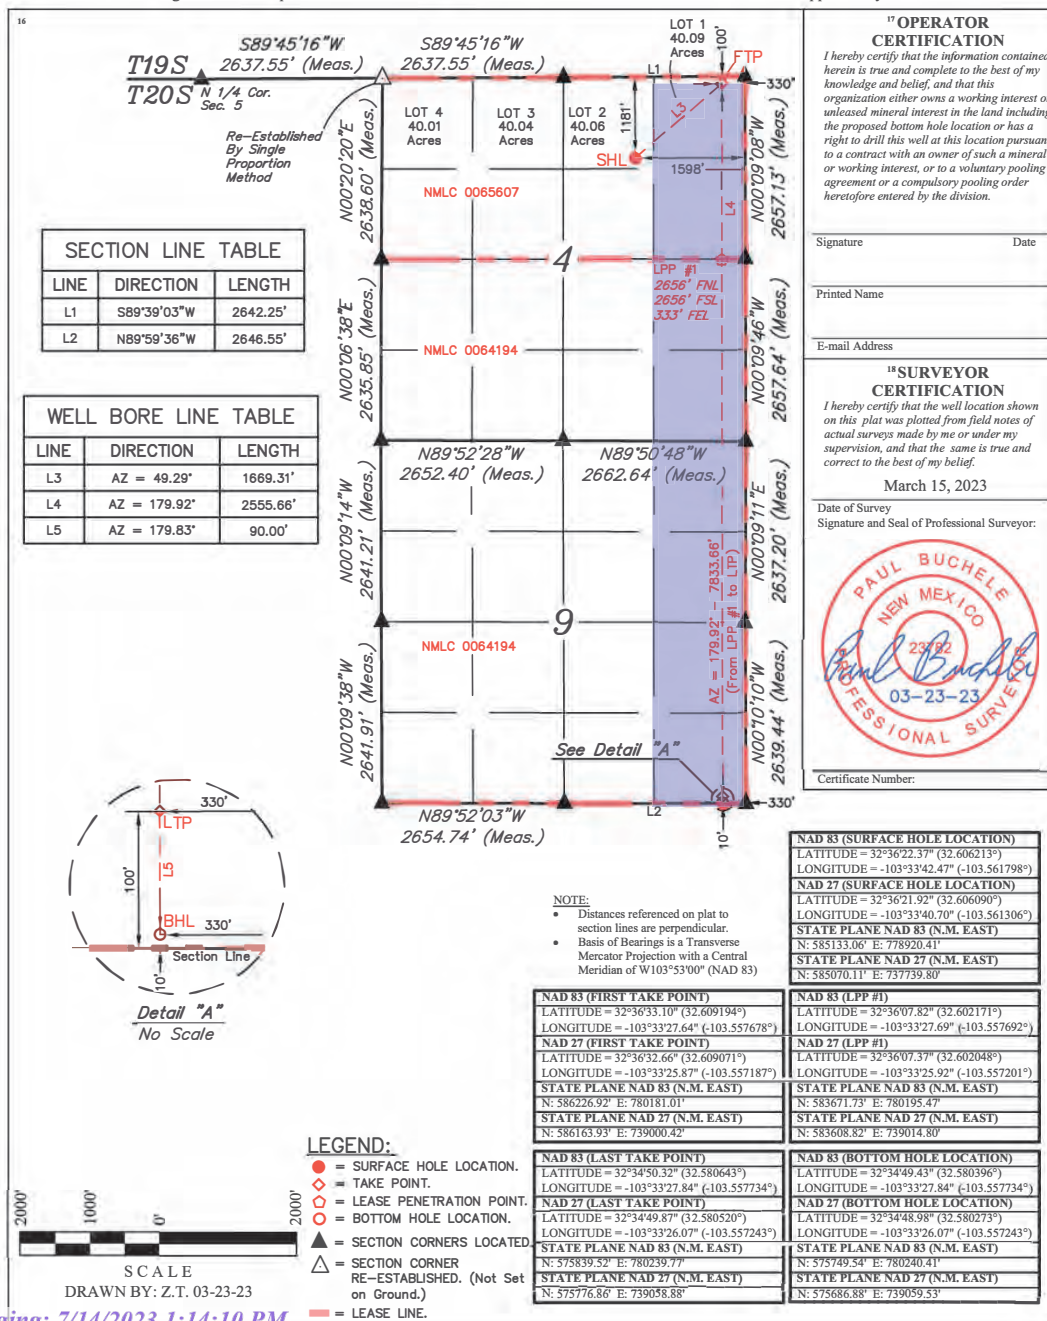 16
T19S
T20S
S89°45'16"W
2637.55' (Meas.)
S89°45'16"W
2637.55' (Meas.)
N 1/4 Cor.
Sec. 5
Re-Established
By Single
Proportion
Method
LOT 1
40.09
Acres
100'
FTP
L1
330'
L3
1181'
SHL
1598'
L4
LOT 4
40.01
Acres
LOT 3
40.04
Acres
LOT 2
40.06
Acres
N00°20'20"E
2638.60' (Meas.)
N00°09'08"W
2657.13' (Meas.)
NMLC 0065607
4
LPP #1
2656' FNL
2656' FSL
333' FEL
N00°06'38"E
2635.85' (Meas.)
N00°09'46"W
2657.64' (Meas.)
NMLC 0064194
N89°52'28"W
2652.40' (Meas.)
N89°50'48"W
2662.64' (Meas.)
N00°09'14"W
2641.21' (Meas.)
N00°09'11"E
2637.20' (Meas.)
AZ = 179.92° - 7833.66'
(From LPP #1 to LTP)
9
NMLC 0064194
N00°09'38"W
2641.91' (Meas.)
N00°10'10"W
2639.44' (Meas.)
See Detail "A"
N89°52'03"W
2654.74' (Meas.)
L2
330'
10'
SECTION LINE TABLE
LINE DIRECTION LENGTH
L1 S89°39'03"W 2642.25'
L2 N89°59'36"W 2646.55'
WELL BORE LINE TABLE
LINE DIRECTION LENGTH
L3 AZ = 49.29° 1669.31'
L4 AZ = 179.92° 2555.66'
L5 AZ = 179.83° 90.00'
330'
LTP
L5
100'
BHL
330'
Section Line
10'
Detail "A"
No Scale
17 OPERATOR
CERTIFICATION
I hereby certify that the information contained
herein is true and complete to the best of my
knowledge and belief, and that this
organization either owns a working interest or
unleased mineral interest in the land including
the proposed bottom hole location or has a
right to drill this well at this location pursuant
to a contract with an owner of such a mineral
or working interest, or to a voluntary pooling
agreement or a compulsory pooling order
heretofore entered by the division.
Signature Date
Printed Name
E-mail Address
18 SURVEYOR
CERTIFICATION
I hereby certify that the well location shown
on this plat was plotted from field notes of
actual surveys made by me or under my
supervision, and that the same is true and
correct to the best of my belief.
March 15, 2023
Date of Survey
Signature and Seal of Professional Surveyor:
PAUL BUCHELE
NEW MEXICO
23782
Paul Buchele
03-23-23
PROFESSIONAL SURVEYOR
Certificate Number:
NOTE:
• Distances referenced on plat to
section lines are perpendicular.
• Basis of Bearings is a Transverse
Mercator Projection with a Central
Meridian of W103°53'00" (NAD 83)
NAD 83 (SURFACE HOLE LOCATION)
LATITUDE = 32°36'22.37" (32.606213°)
LONGITUDE = -103°33'42.47" (-103.561798°)
NAD 27 (SURFACE HOLE LOCATION)
LATITUDE = 32°36'21.92" (32.606090°)
LONGITUDE = -103°33'40.70" (-103.561306°)
STATE PLANE NAD 83 (N.M. EAST)
N: 585133.06' E: 778920.41'
STATE PLANE NAD 27 (N.M. EAST)
N: 585070.11' E: 737739.80'
NAD 83 (FIRST TAKE POINT)
LATITUDE = 32°36'33.10" (32.609194°)
LONGITUDE = -103°33'27.64" (-103.557678°)
NAD 27 (FIRST TAKE POINT)
LATITUDE = 32°36'32.66" (32.609071°)
LONGITUDE = -103°33'25.87" (-103.557187°)
STATE PLANE NAD 83 (N.M. EAST)
N: 586226.92' E: 780181.01'
STATE PLANE NAD 27 (N.M. EAST)
N: 586163.93' E: 739000.42'
NAD 83 (LPP #1)
LATITUDE = 32°36'07.82" (32.602171°)
LONGITUDE = -103°33'27.69" (-103.557692°)
NAD 27 (LPP #1)
LATITUDE = 32°36'07.37" (32.602048°)
LONGITUDE = -103°33'25.92" (-103.557201°)
STATE PLANE NAD 83 (N.M. EAST)
N: 583671.73' E: 780195.47'
STATE PLANE NAD 27 (N.M. EAST)
N: 583608.82' E: 739014.80'
NAD 83 (LAST TAKE POINT)
LATITUDE = 32°34'50.32" (32.580643°)
LONGITUDE = -103°33'27.84" (-103.557734°)
NAD 27 (LAST TAKE POINT)
LATITUDE = 32°34'49.87" (32.580520°)
LONGITUDE = -103°33'26.07" (-103.557243°)
STATE PLANE NAD 83 (N.M. EAST)
N: 575839.52' E: 780239.77'
STATE PLANE NAD 27 (N.M. EAST)
N: 575776.86' E: 739058.88'
NAD 83 (BOTTOM HOLE LOCATION)
LATITUDE = 32°34'49.43" (32.580396°)
LONGITUDE = -103°33'27.84" (-103.557734°)
NAD 27 (BOTTOM HOLE LOCATION)
LATITUDE = 32°34'48.98" (32.580273°)
LONGITUDE = -103°33'26.07" (-103.557243°)
STATE PLANE NAD 83 (N.M. EAST)
N: 575749.54' E: 780240.41'
STATE PLANE NAD 27 (N.M. EAST)
N: 575686.88' E: 739059.53'
LEGEND:
= SURFACE HOLE LOCATION.
= TAKE POINT.
= LEASE PENETRATION POINT.
= BOTTOM HOLE LOCATION.
= SECTION CORNERS LOCATED.
= SECTION CORNER
RE-ESTABLISHED. (Not Set
on Ground.)
= LEASE LINE.
2000' 1000' 0' 2000'
SCALE
DRAWN BY: Z.T. 03-23-23
ging: 7/14/2023 1:14:10 PM